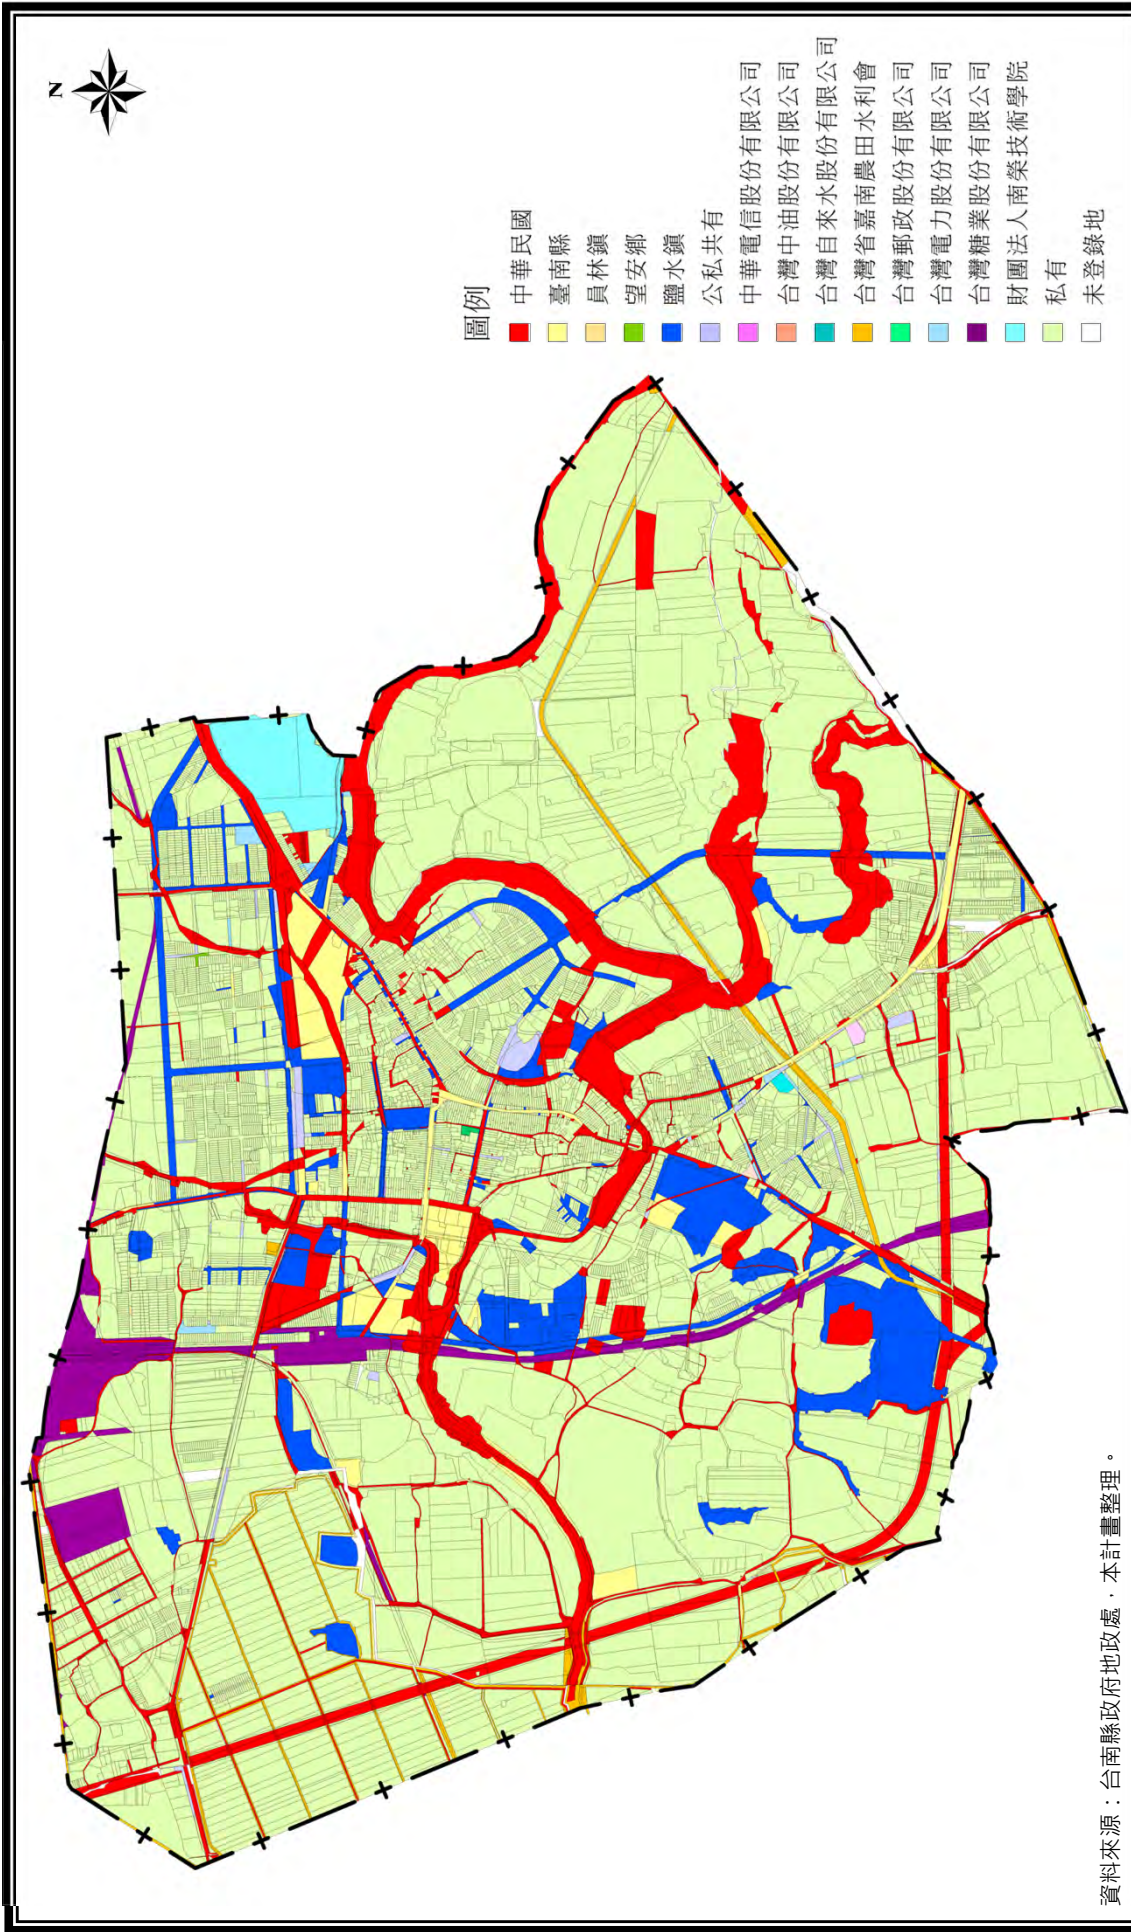 N
圖例
中華民國
臺南縣
員林鎮
望安鄉
鹽水鎮
公私共有
中華電信股份有限公司
台灣中油股份有限公司
台灣自來水股份有限公司
台灣省嘉南農田水利會
台灣郵政股份有限公司
台灣電力股份有限公司
台灣糖業股份有限公司
財團法人南榮技術學院
私有
未登錄地
資料來源：台南縣政府地政處，本計畫整理。